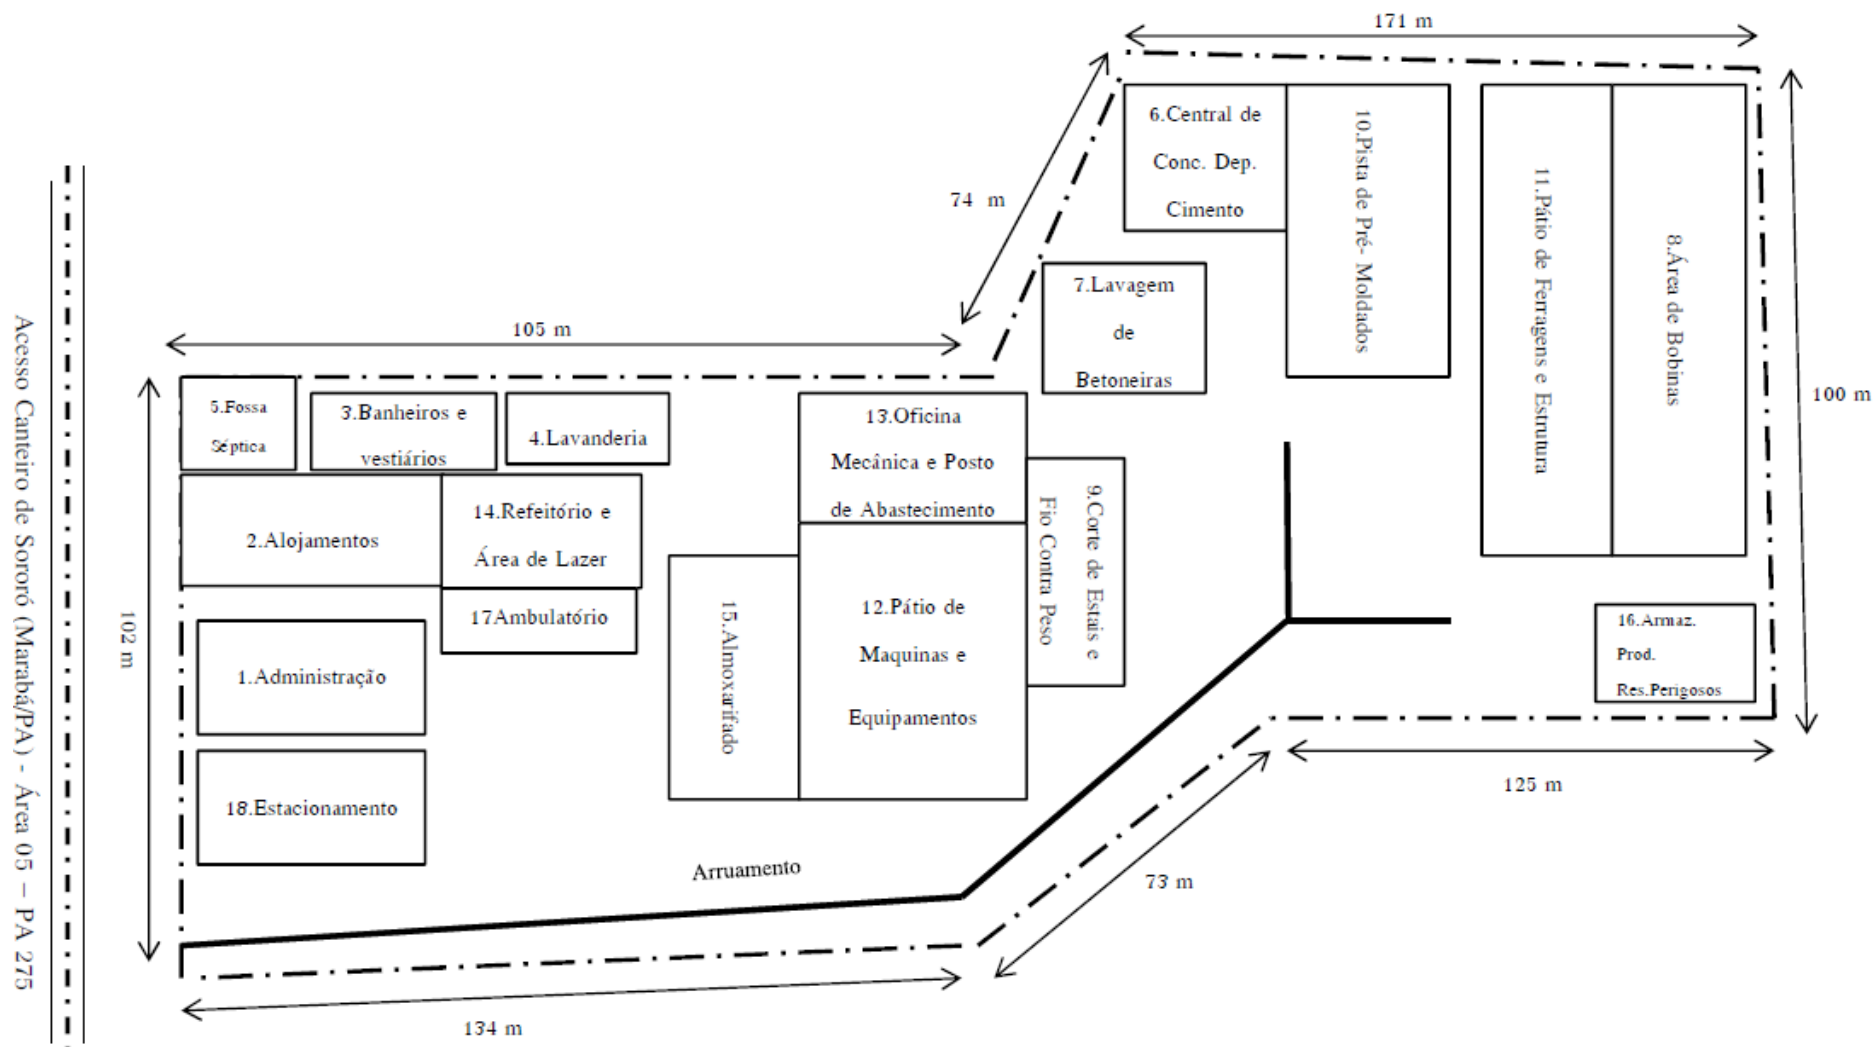 171 m
6.Central de
Conc. Dep.
Cimento
10.Pista de Pré- Moldados
11.Pátio de Ferragens e Estrutura
8.Área de Bobinas
74 m
7.Lavagem
de
Betoneiras
105 m
100 m
5.Fossa
Séptica
3.Banheiros e
vestiários
4.Lavanderia
13.Oficina
Mecânica e Posto
de Abastecimento
9.Corte de Estais e
Fio Contra Peso
2.Alojamentos
14.Refeitório e
Área de Lazer
17Ambulatório
15.Almoxarifado
12.Pátio de
Maquinas e
Equipamentos
16.Armaz.
Prod.
Res.Perigosos
102 m
1.Administração
18.Estacionamento
125 m
Arruamento
73 m
134 m
Acesso Canteiro de Sororó (Marabá/PA) - Área 05 – PA 275